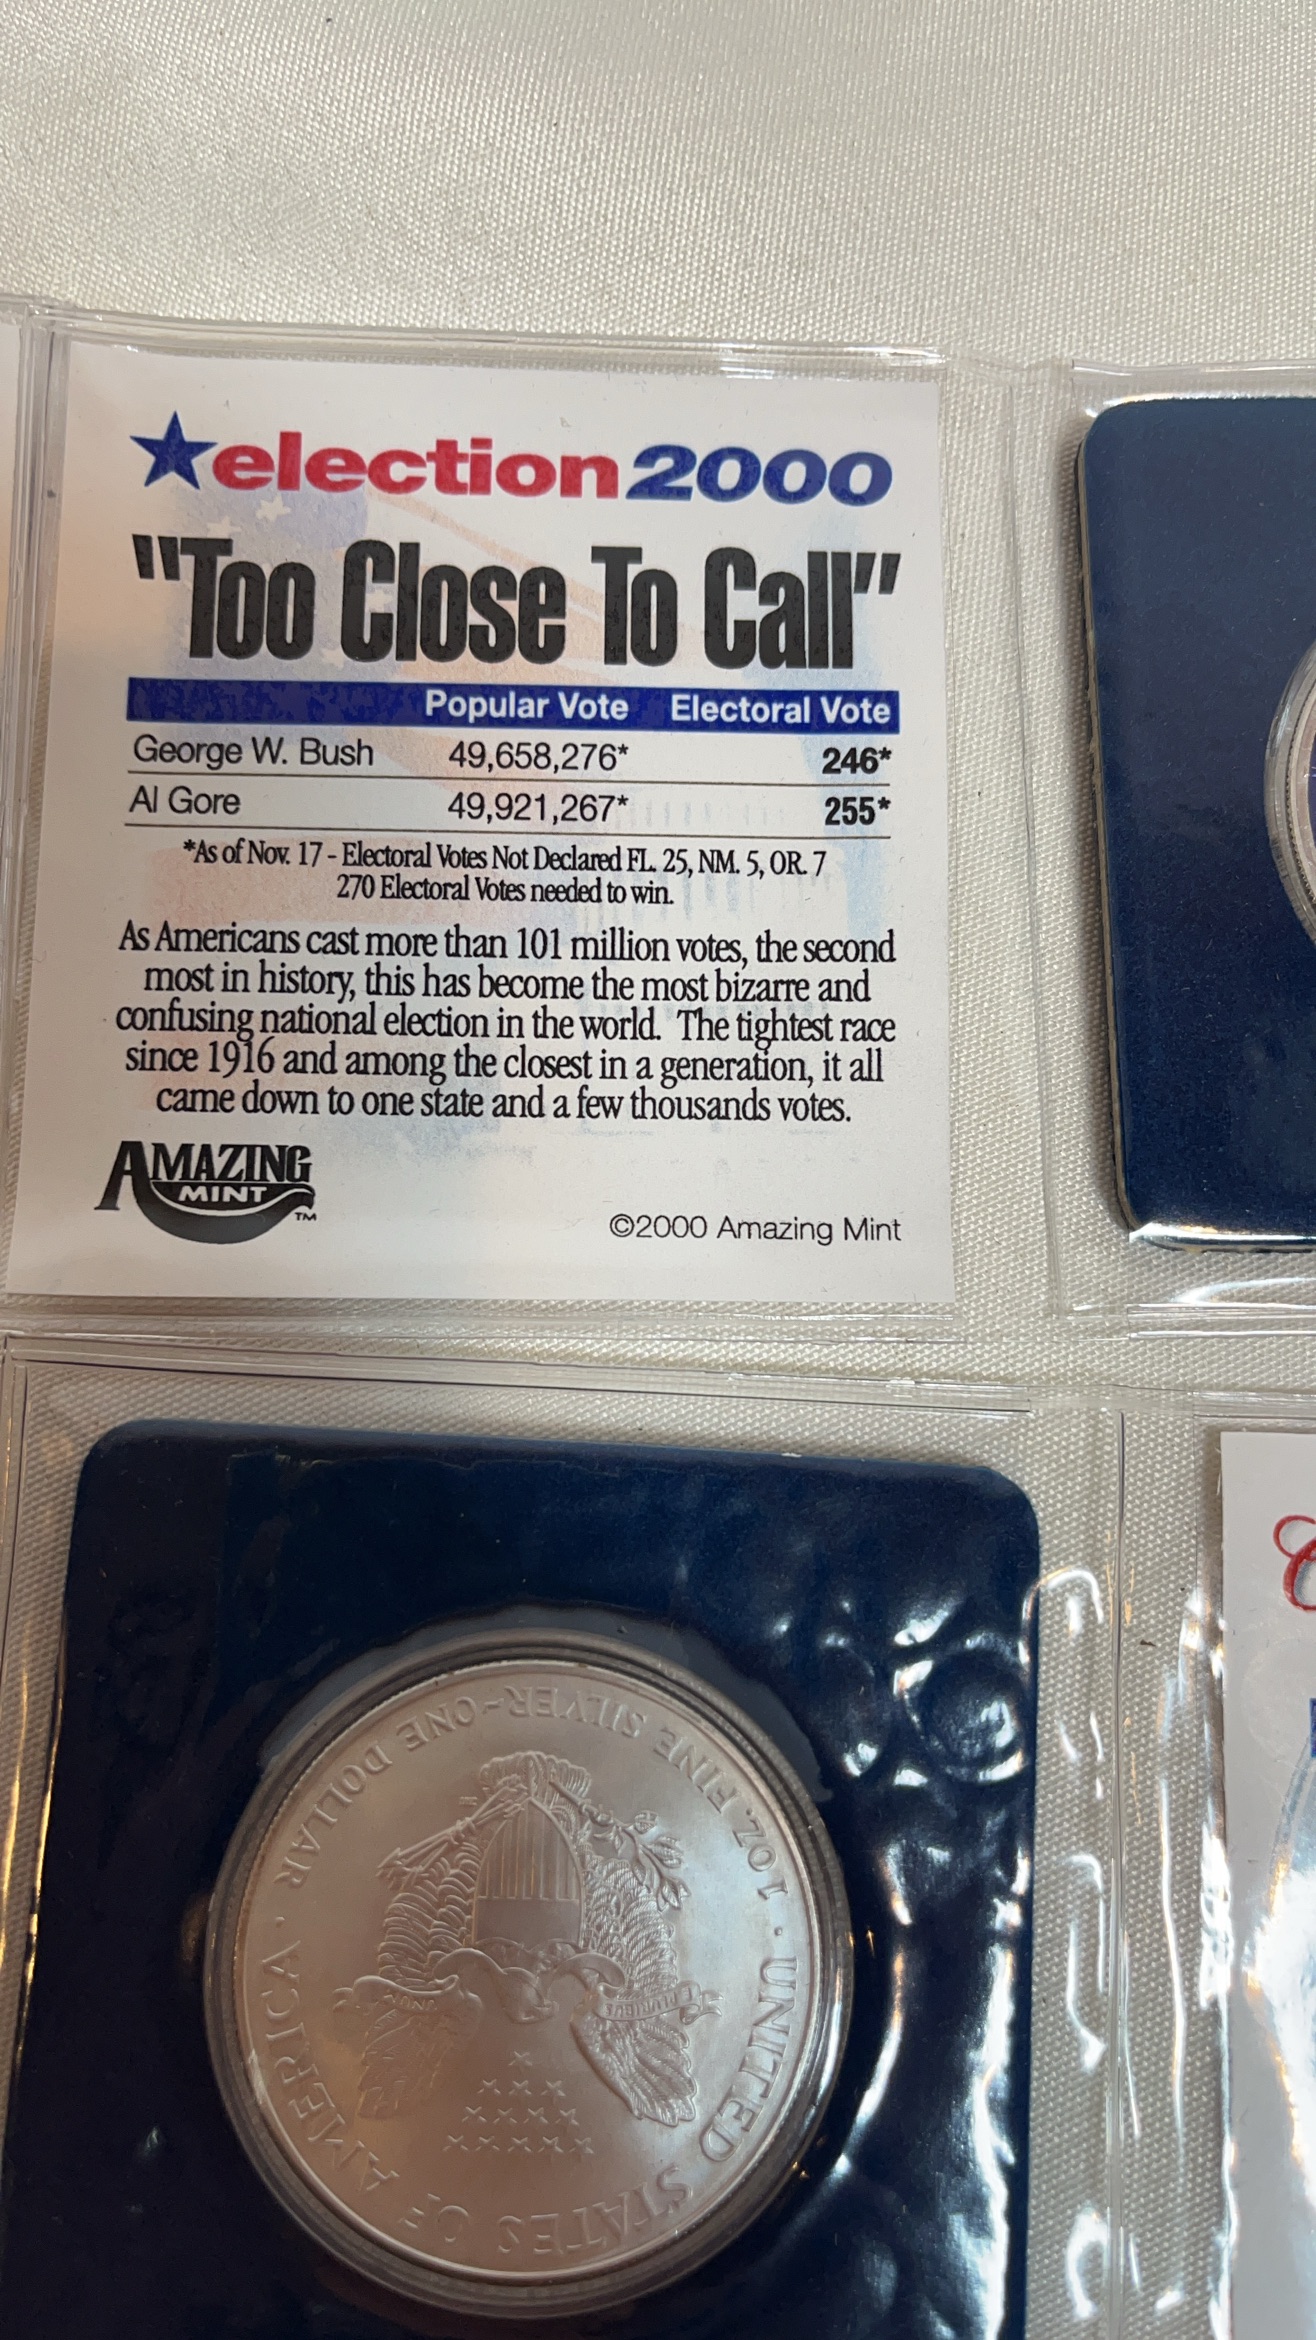 election2000
"Too Close To Call"
Popular Vote Electoral Vote
George W. Bush 49,658,276* 246*
Al Gore 49,921,267* 255*
*As of Nov. 17 - Electoral Votes Not Declared FL. 25, NM. 5, OR. 7
270 Electoral Votes needed to win.
As Americans cast more than 101 million votes, the second
most in history, this has become the most bizarre and
confusing national election in the world. The tightest race
since 1916 and among the closest in a generation, it all
came down to one state and a few thousands votes.
AMAZING
MINT™
©2000 Amazing Mint
UNITED STATES OF AMERICA
· 1 OZ. FINE SILVER~ONE DOLLAR ·
E PLURIBUS UNUM